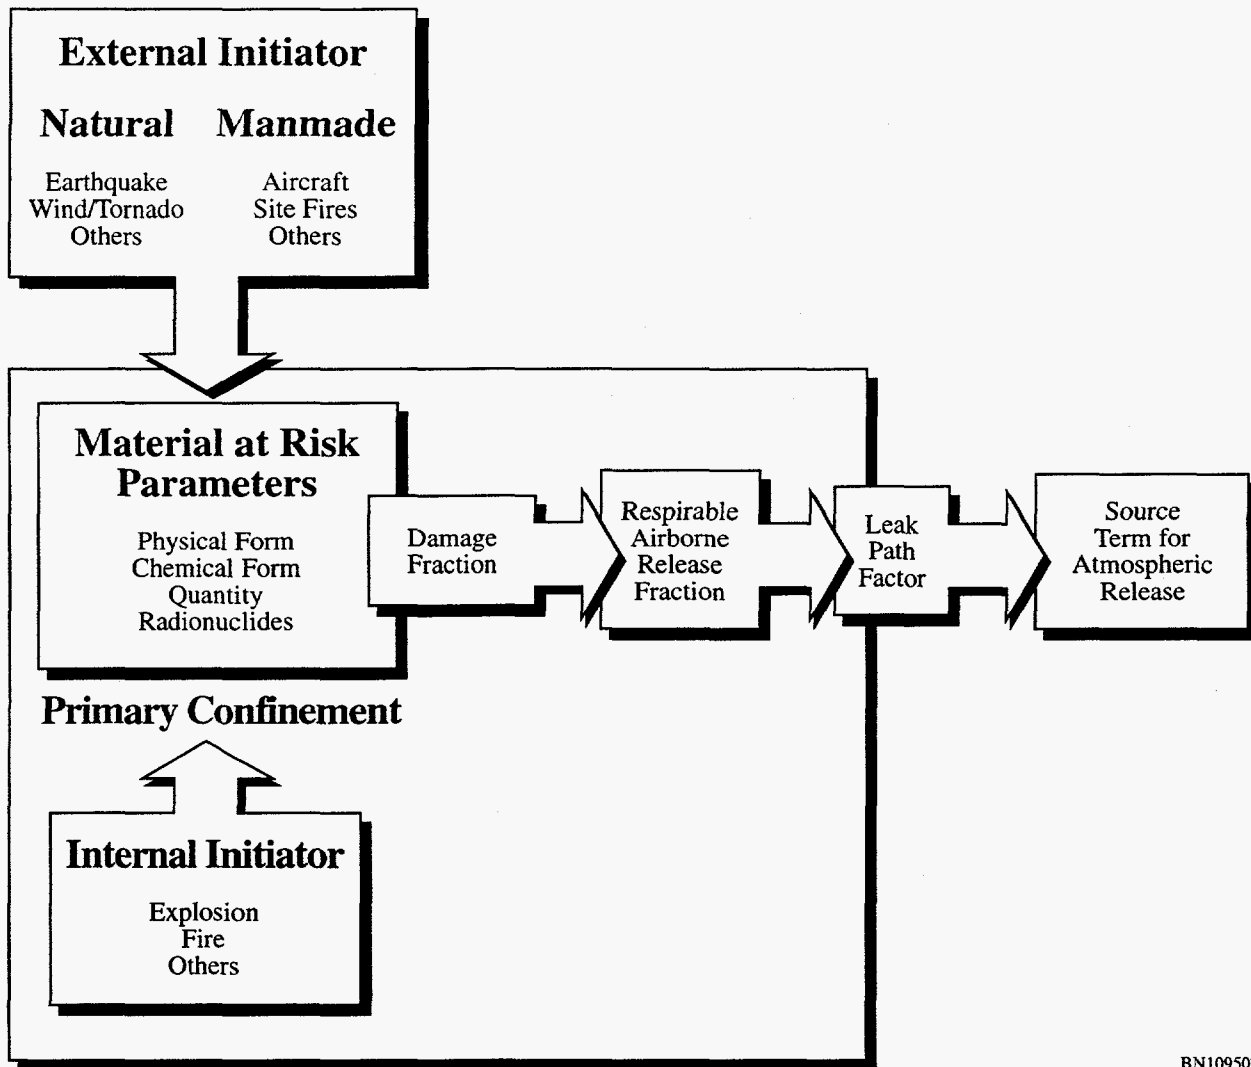 External Initiator
Natural Manmade
Earthquake Aircraft
Wind/Tornado Site Fires
Others Others
Material at Risk
Parameters
Physical Form
Chemical Form
Quantity
Radionuclides
Damage
Fraction
Respirable
Airborne
Release
Fraction
Leak
Path
Factor
Source
Term for
Atmospheric
Release
Primary Confinement
Internal Initiator
Explosion
Fire
Others